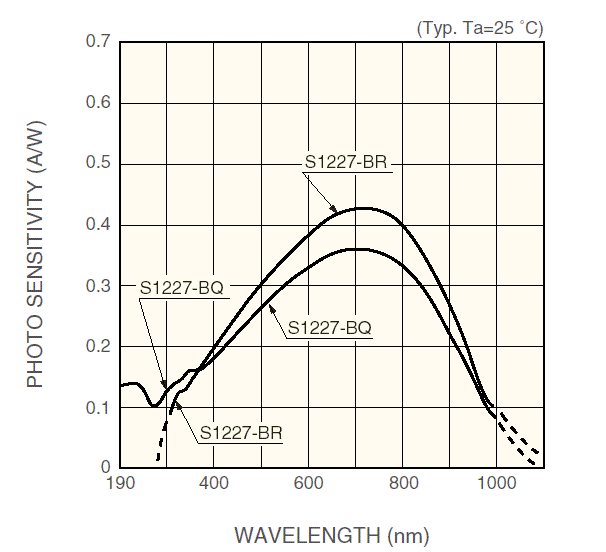 (Typ. Ta=25 ˚C)
0.7
0.6
0.5
0.4
0.3
0.2
0.1
0
PHOTO SENSITIVITY (A/W)
S1227-BR
S1227-BQ
S1227-BQ
S1227-BR
190 400 600 800 1000
WAVELENGTH (nm)